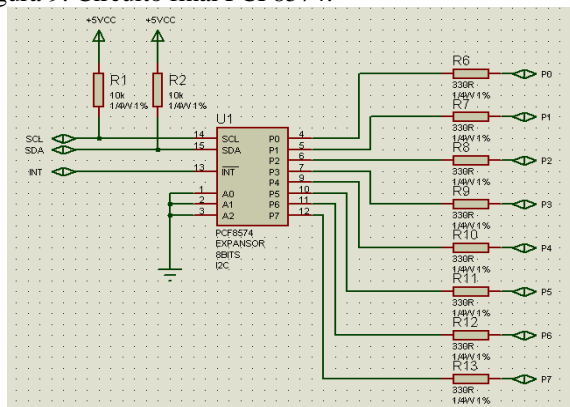 +5VCC +5VCC
R1
10k
1/4W 1%
R2
10k
1/4W 1%
SCL
SDA
INT
U1
14 SCL P0 4
15 SDA P1 5
P2 6
13 INT P3 7
P4 9
1 A0 P5 10
2 A1 P6 11
3 A2 P7 12
PCF8574
EXPANSOR
8BITS
I2C
R6
P0
330R
1/4W 1%
R7
P1
330R
1/4W 1%
R8
P2
330R
1/4W 1%
R9
P3
330R
1/4W 1%
R10
P4
330R
1/4W 1%
R11
P5
330R
1/4W 1%
R12
P6
330R
1/4W 1%
R13
P7
330R
1/4W 1%